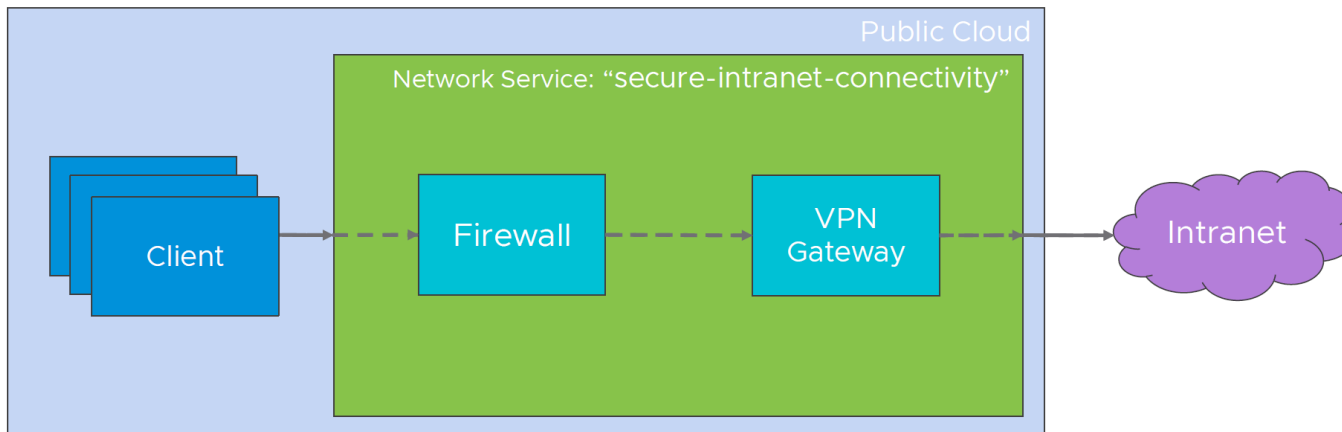 Public Cloud
Network Service: “secure-intranet-connectivity”
Client
Firewall
VPN
Gateway
Intranet